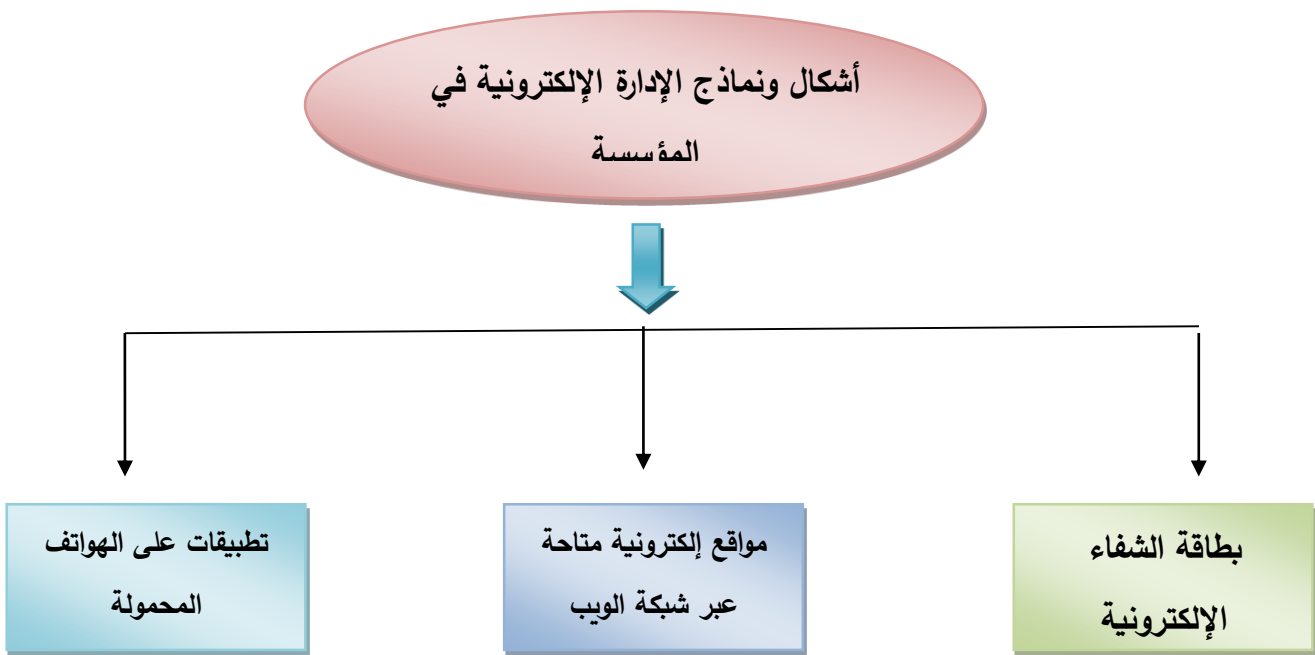 أشكال ونماذج الإدارة الإلكترونية في
المؤسسة
بطاقة الشفاء
الإلكترونية
مواقع إلكترونية متاحة
عبر شبكة الويب
تطبيقات على الهواتف
المحمولة